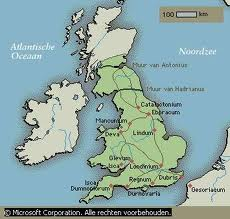 100 km
Atlantische
Oceaan
Noordzee
Muur van Antonius
Muur van Hadrianus
Cataractonium
Eboracum
Mancunium
Deva
Lindum
Glevum
Isca
Londinium
Isca
Dumnoniorum
Regnum
Dubris
Durnovaria
Gesoriacum
© Microsoft Corporation. Alle rechten voorbehouden.